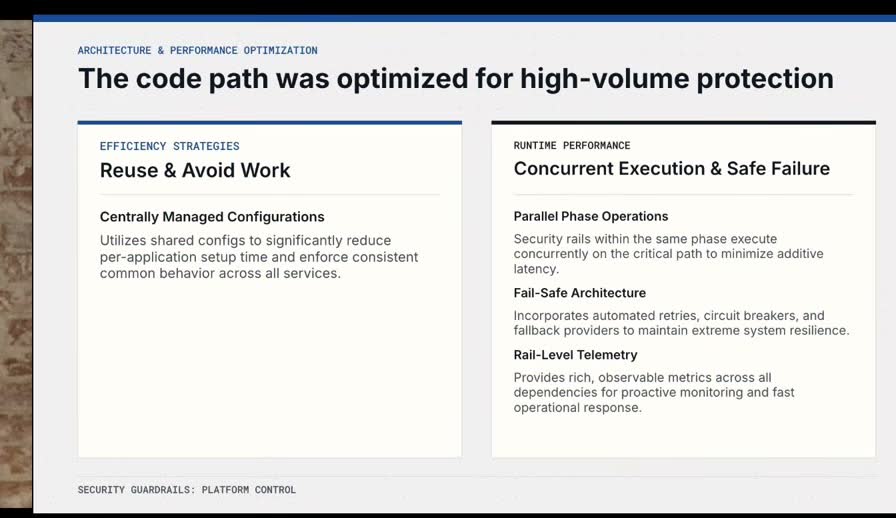 ARCHITECTURE & PERFORMANCE OPTIMIZATION
The code path was optimized for high-volume protection
EFFICIENCY STRATEGIES
Reuse & Avoid Work
Centrally Managed Configurations
Utilizes shared configs to significantly reduce
per-application setup time and enforce consistent
common behavior across all services.
RUNTIME PERFORMANCE
Concurrent Execution & Safe Failure
Parallel Phase Operations
Security rails within the same phase execute
concurrently on the critical path to minimize additive
latency.
Fail-Safe Architecture
Incorporates automated retries, circuit breakers, and
fallback providers to maintain extreme system resilience.
Rail-Level Telemetry
Provides rich, observable metrics across all
dependencies for proactive monitoring and fast
operational response.
SECURITY GUARDRAILS: PLATFORM CONTROL